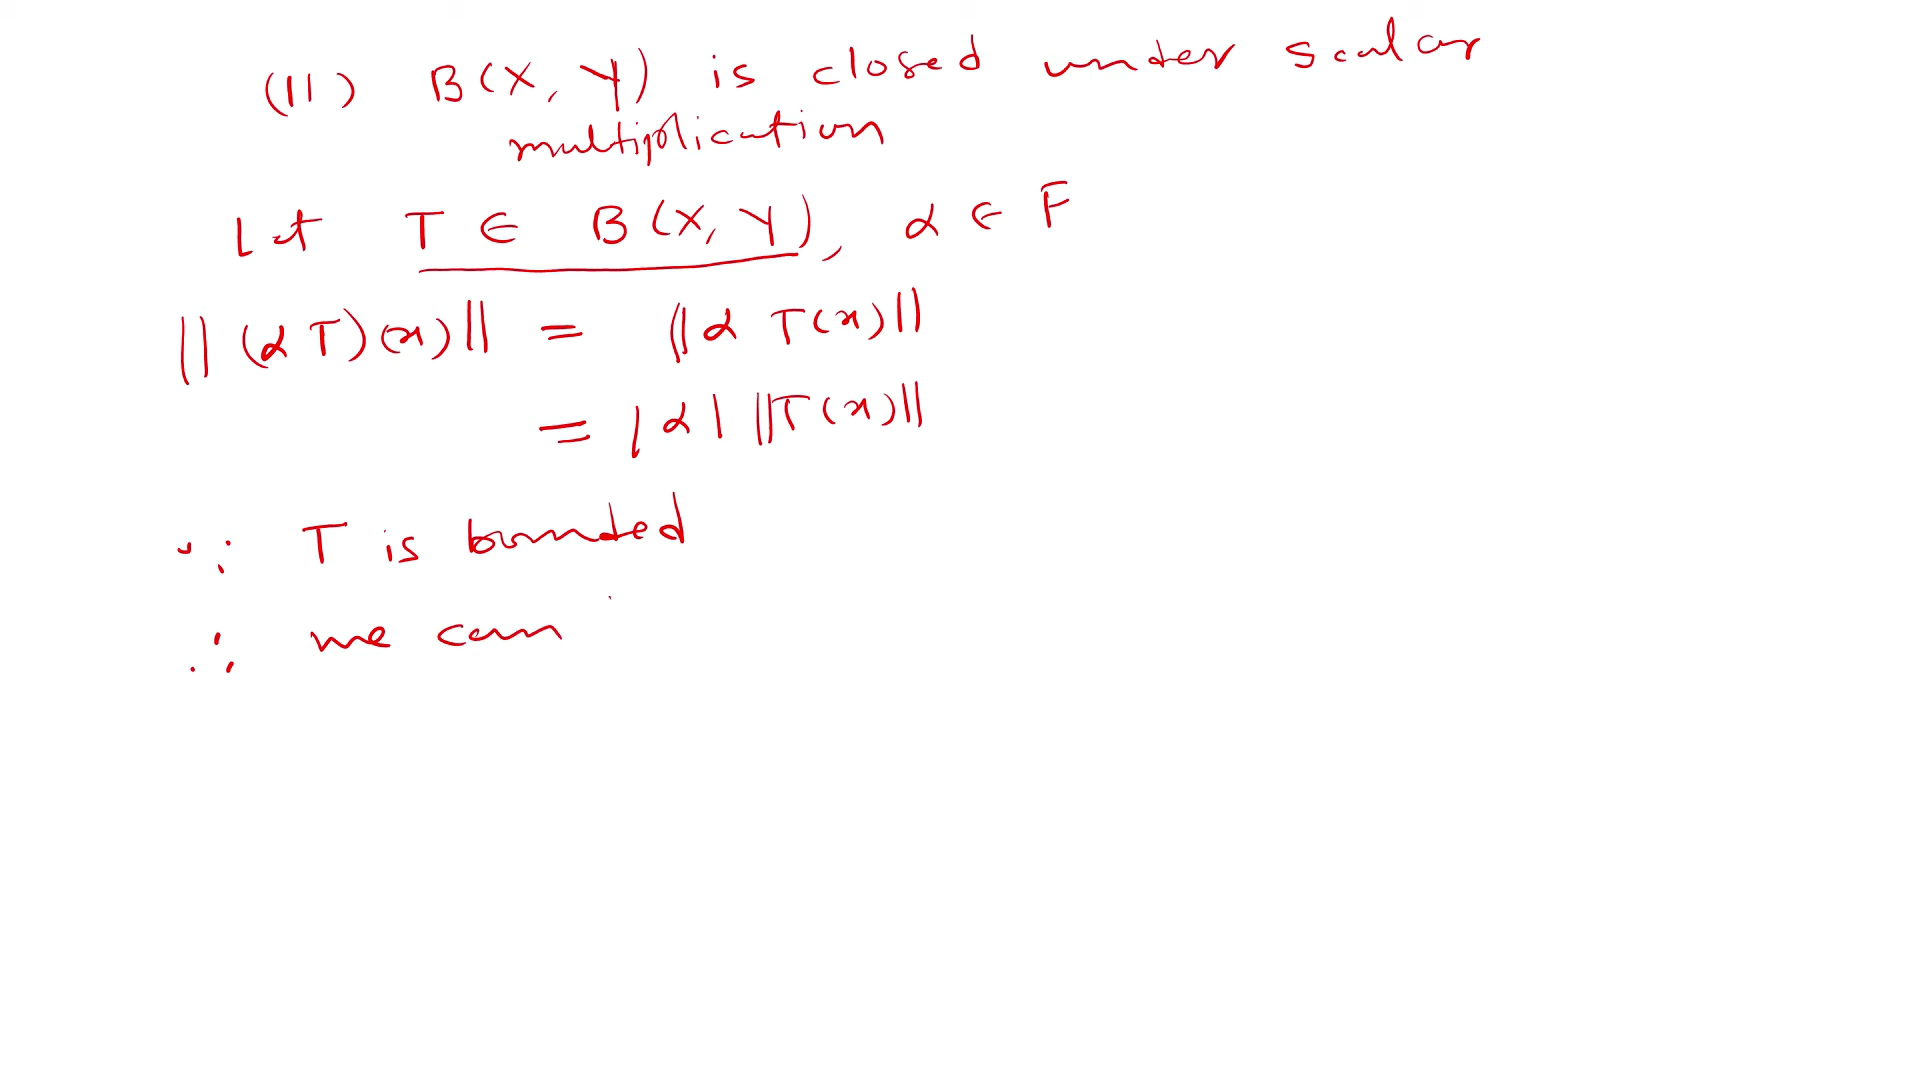 (II) B(X, Y) is closed under scalar
multiplication
Let T ∈ B(X, Y), α ∈ F
||(αT)(x)|| = ||α T(x)||
= |α| ||T(x)||
∵ T is bounded
∴ we can